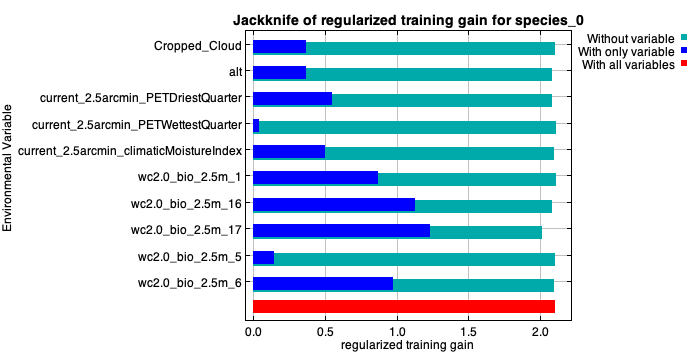 Jackknife of regularized training gain for species_0
Without variable
With only variable
With all variables
Environmental Variable
Cropped_Cloud
alt
current_2.5arcmin_PETDriestQuarter
current_2.5arcmin_PETWettestQuarter
current_2.5arcmin_climaticMoistureIndex
wc2.0_bio_2.5m_1
wc2.0_bio_2.5m_16
wc2.0_bio_2.5m_17
wc2.0_bio_2.5m_5
wc2.0_bio_2.5m_6
0.0 0.5 1.0 1.5 2.0
regularized training gain